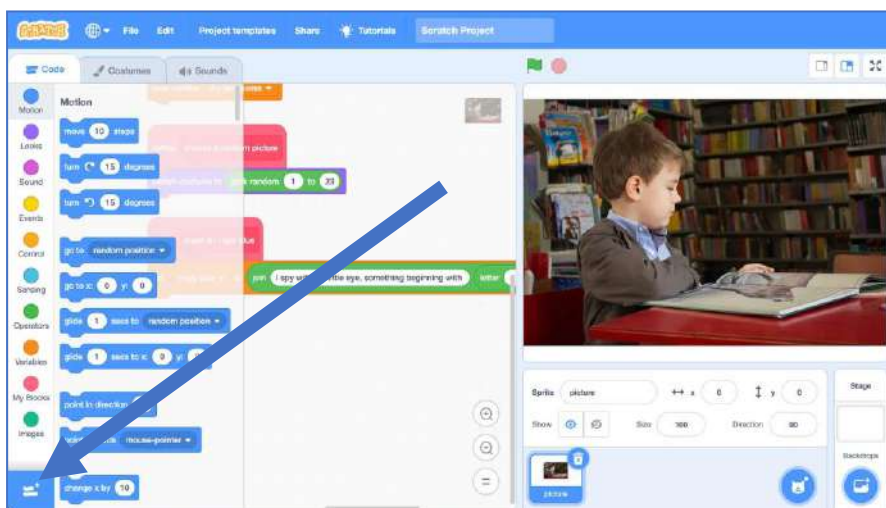 SCRATCH File Edit Project templates Share Tutorials Scratch Project
Code Costumes Sounds
Motion
Looks
Sound
Events
Control
Sensing
Operators
Variables
My Blocks
Images
Motion
move 10 steps
turn 15 degrees
turn 15 degrees
go to random position
go to x: 0 y: 0
glide 1 secs to random position
glide 1 secs to x: 0 y:
point in direction
mouse-pointer
change x by 10
picture
pick random 1 to 23
join I spy with eye, something beginning with letter
Sprite picture x 0 y 0
Show Size 100 Direction 90
picture
Stage
Backdrops